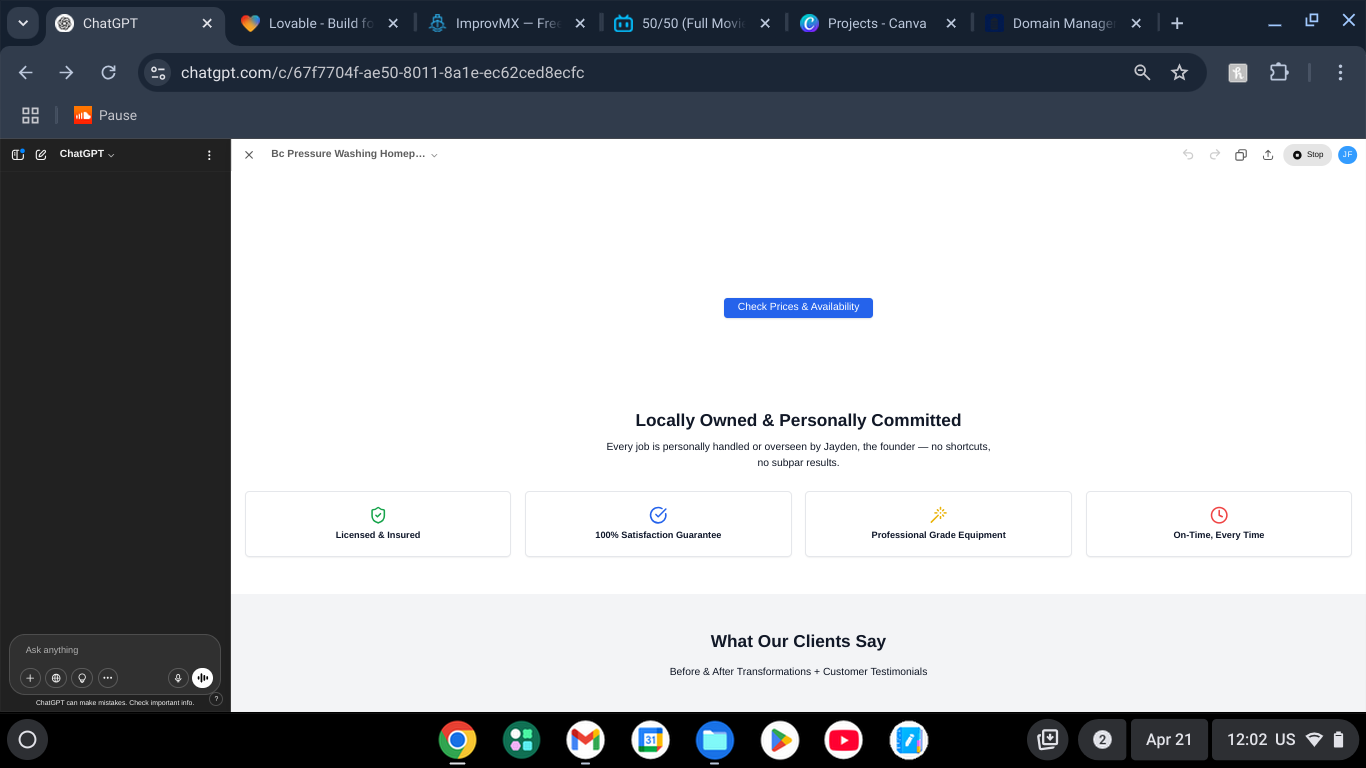 ChatGPT
Lovable - Build fo
ImprovMX — Free
50/50 (Full Movie
Projects - Canva
Domain Manage
chatgpt.com/c/67f7704f-ae50-8011-8a1e-ec62ced8ecfc
Pause
ChatGPT
Bc Pressure Washing Homep...
Stop
JF
Check Prices & Availability
Locally Owned & Personally Committed
Every job is personally handled or overseen by Jayden, the founder — no shortcuts,
no subpar results.
Licensed & Insured
100% Satisfaction Guarantee
Professional Grade Equipment
On-Time, Every Time
What Our Clients Say
Before & After Transformations + Customer Testimonials
Ask anything
ChatGPT can make mistakes. Check important info.
?
31
2
Apr 21
12:02 US